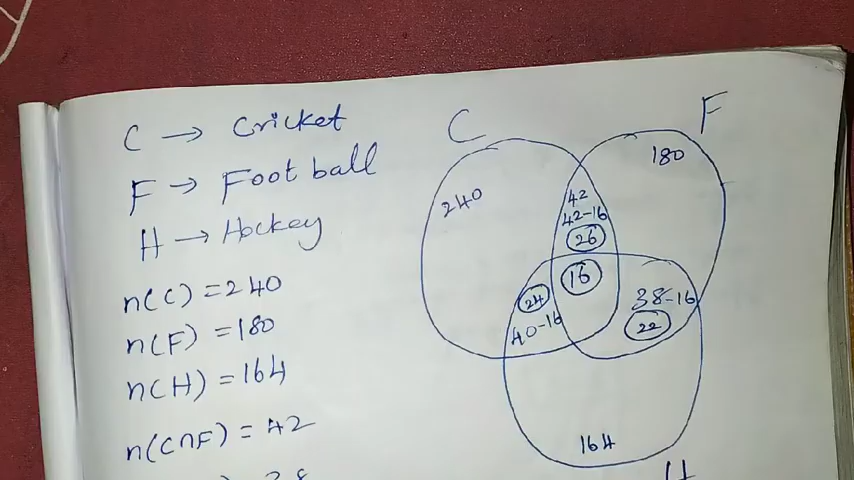 C → Cricket
F → Foot ball
H → Hockey
n(C) = 240
n(F) = 180
n(H) = 164
n(C∩F) = 42
C
F
180
240
42
42-16
26
16
24
40-16
38-16
22
164
H